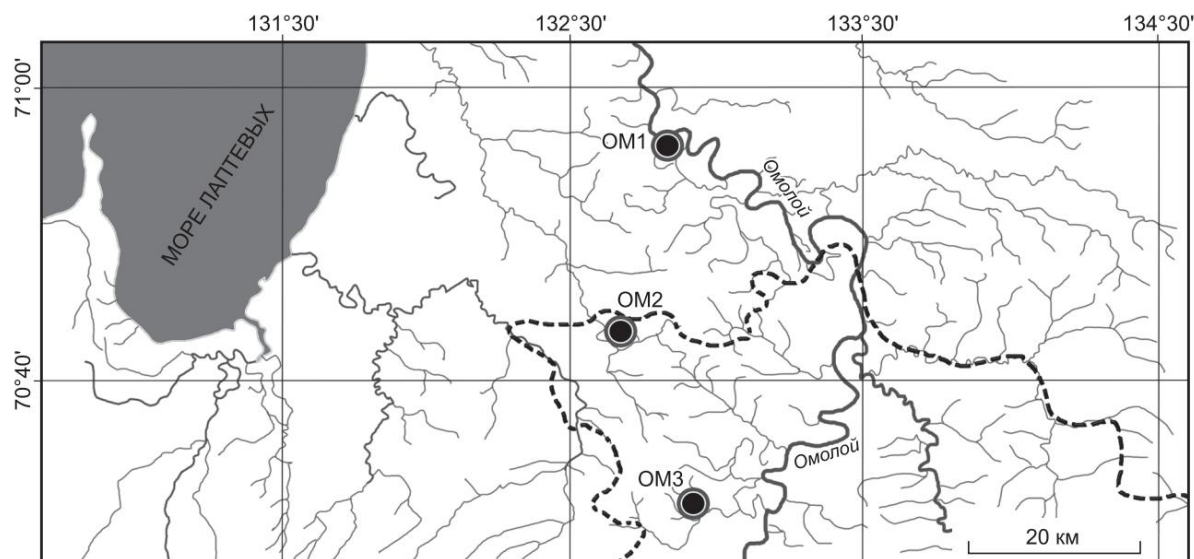 131°30'
132°30'
133°30'
134°30'
71°00'
МОРЕ ЛАПТЕВЫХ
ОМ1
Омолой
ОМ2
70°40'
Омолой
ОМ3
20 км